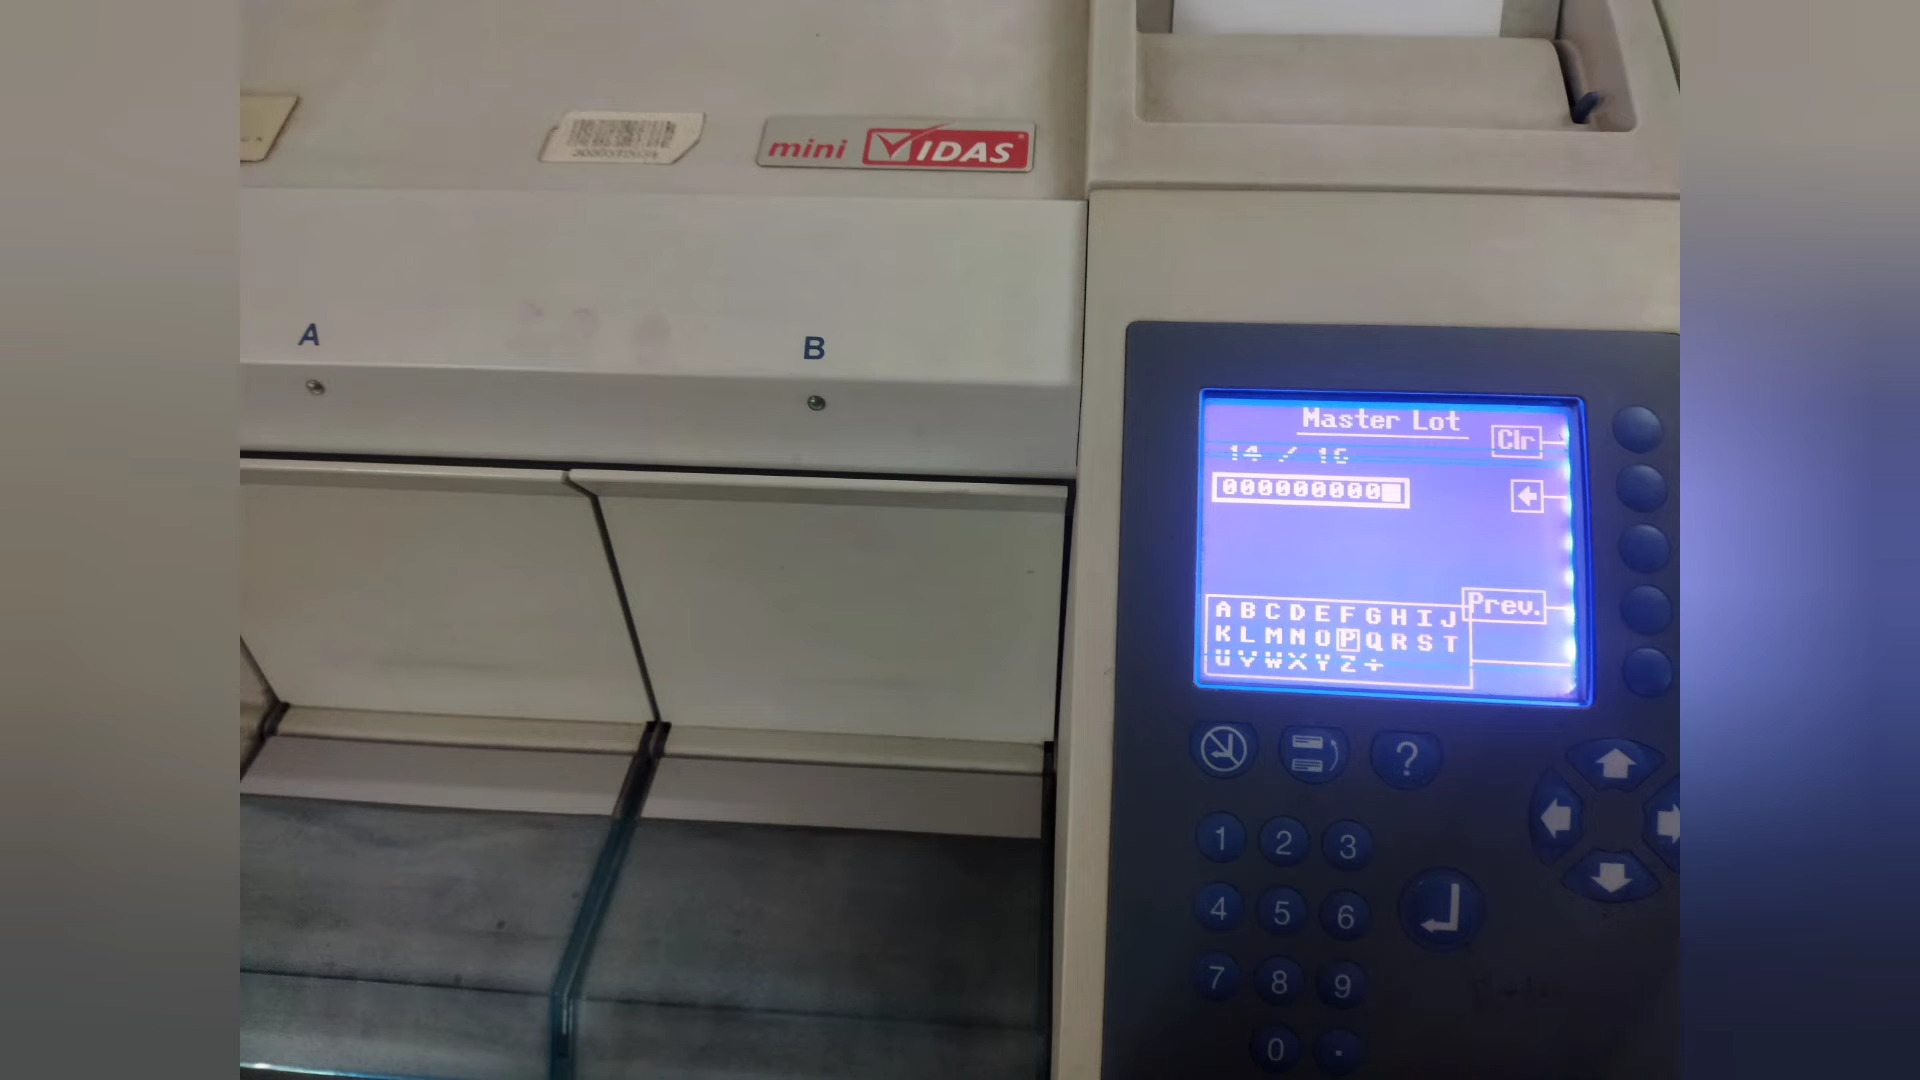 mini VIDAS
A
B
Master Lot
Clr
14 / 16
000000000
Prev.
A B C D E F G H I J
K L M N O P Q R S T
U V W X Y Z ÷
?
1 2 3
4 5 6
7 8 9
0 .